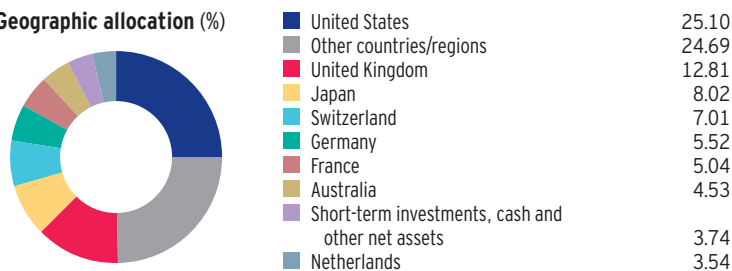 Geographic allocation (%)
United States 25.10
Other countries/regions 24.69
United Kingdom 12.81
Japan 8.02
Switzerland 7.01
Germany 5.52
France 5.04
Australia 4.53
Short-term investments, cash and
other net assets 3.74
Netherlands 3.54